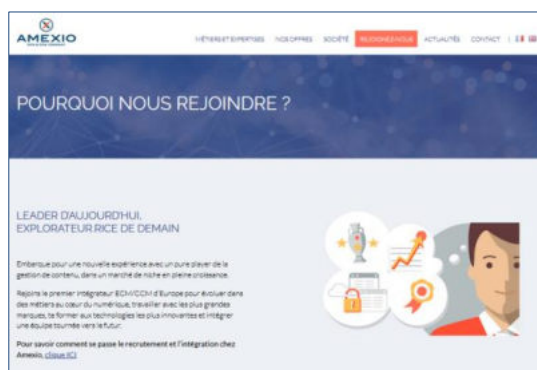 AMEXIO
MÉTIERS ET EXPERTISES
NOS OFFRES
SOCIÉTÉ
REJOIGNEZ-NOUS
ACTUALITÉS
CONTACT
POURQUOI NOUS REJOINDRE ?
LEADER D'AUJOURD'HUI,
EXPLORATEUR.RICE DE DEMAIN
Embarque pour une nouvelle expérience avec un pure player de la
gestion de contenu, dans un marché de niche en pleine croissance.
Rejoins le premier intégrateur ECM/CCM d'Europe pour évoluer dans
des métiers au cœur du numérique, travailler avec les plus grandes
marques, te former aux technologies les plus innovantes et intégrer
une équipe tournée vers le futur.
Pour savoir comment se passe le recrutement et l'intégration chez
Amexio, clique ICI